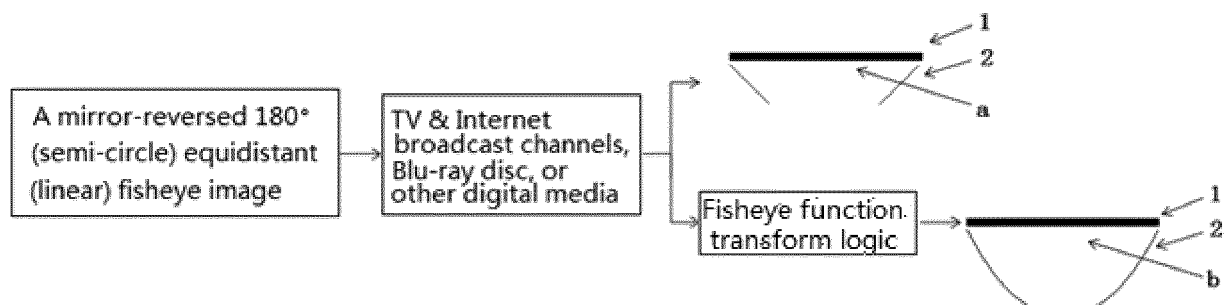 A mirror-reversed 180°
(semi-circle) equidistant
(linear) fisheye image
TV & Internet
broadcast channels,
Blu-ray disc, or
other digital media
1
2
a
Fisheye function.
transform logic
1
2
b